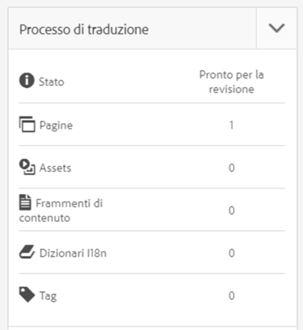 Processo di traduzione
Stato
Pronto per la
revisione
Pagine
1
Assets
0
Frammenti di
contenuto
0
Dizionari I18n
0
Tag
0